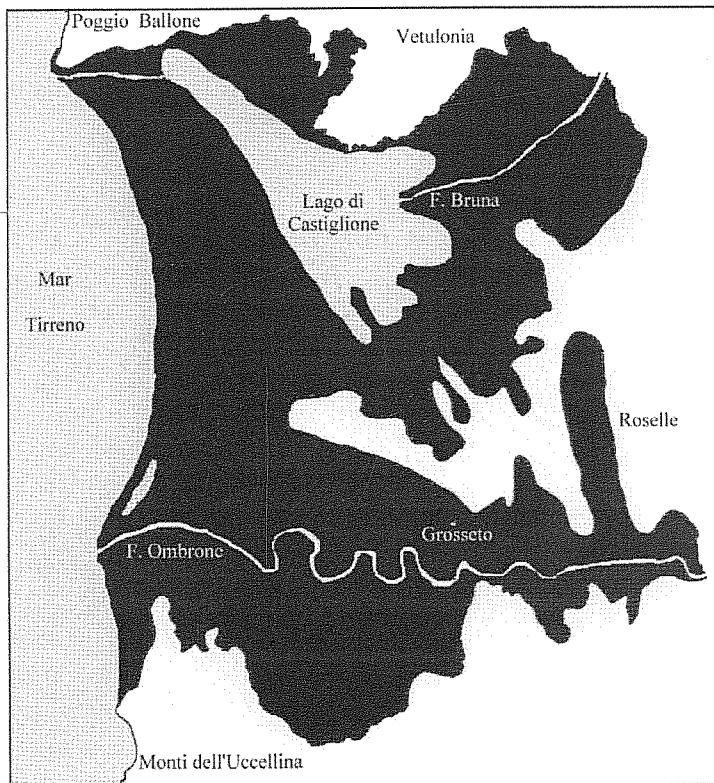 Poggio Ballone
Vetulonia
Lago di
Castiglione
F. Bruna
Mar
Tirreno
Roselle
Grosseto
F. Ombrone
Monti dell'Uccellina